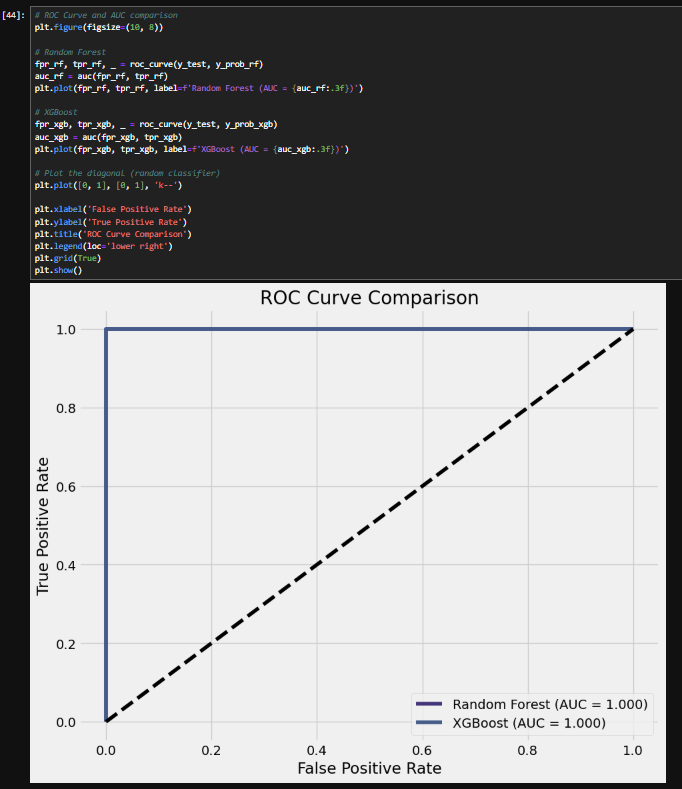 [44]:
# ROC Curve and AUC comparison
plt.figure(figsize=(10, 8))
# Random Forest
fpr_rf, tpr_rf, _ = roc_curve(y_test, y_prob_rf)
auc_rf = auc(fpr_rf, tpr_rf)
plt.plot(fpr_rf, tpr_rf, label=f'Random Forest (AUC = {auc_rf:.3f})')
# XGBoost
fpr_xgb, tpr_xgb, _ = roc_curve(y_test, y_prob_xgb)
auc_xgb = auc(fpr_xgb, tpr_xgb)
plt.plot(fpr_xgb, tpr_xgb, label=f'XGBoost (AUC = {auc_xgb:.3f})')
# Plot the diagonal (random classifier)
plt.plot([0, 1], [0, 1], 'k--')
plt.xlabel('False Positive Rate')
plt.ylabel('True Positive Rate')
plt.title('ROC Curve Comparison')
plt.legend(loc='lower right')
plt.grid(True)
plt.show()
ROC Curve Comparison
True Positive Rate
1.0
0.8
0.6
0.4
0.2
0.0
Random Forest (AUC = 1.000)
XGBoost (AUC = 1.000)
0.0 0.2 0.4 0.6 0.8 1.0
False Positive Rate